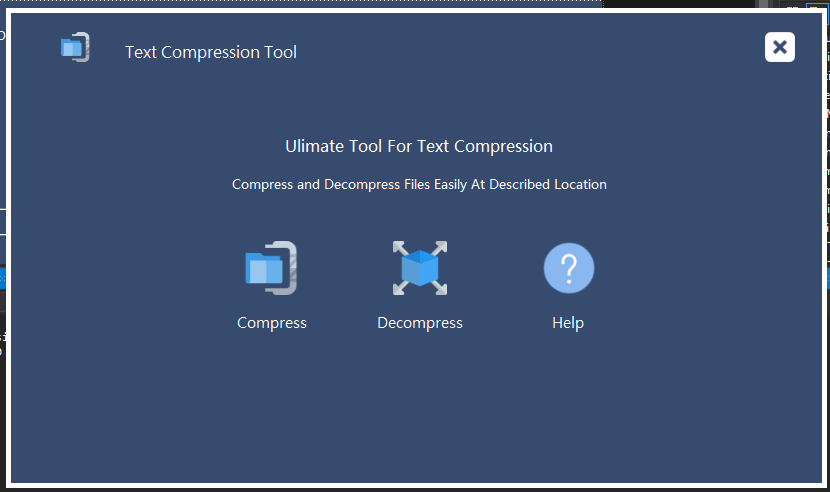 Text Compression Tool
Ulimate Tool For Text Compression
Compress and Decompress Files Easily At Described Location
Compress
Decompress
Help